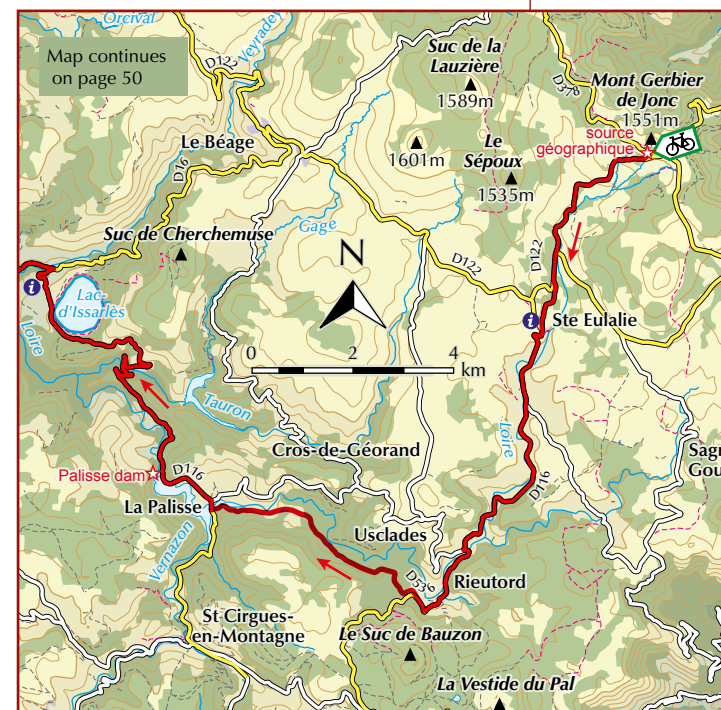 Map continues
on page 50
Orcival
Veyradey
D122
Suc de la
Lauzière
1589m
D378
Mont Gerbier
de Jonc
1551m
source
géographique
Le Béage
D16
1601m
Le
Sépoux
1535m
Suc de Cherchemuse
Gage
N
D122
D122
i
Lac-
d'Issarlès
Loire
i
Ste Eulalie
0 2 4
km
Tauron
Loire
Cros-de-Géorand
Palisse dam
D116
D116
La Palisse
Usclades
Vernazon
D536
Rieutord
St Cirgues-
en-Montagne
Le Suc de Bauzon
La Vestide du Pal
Sagn
Gou